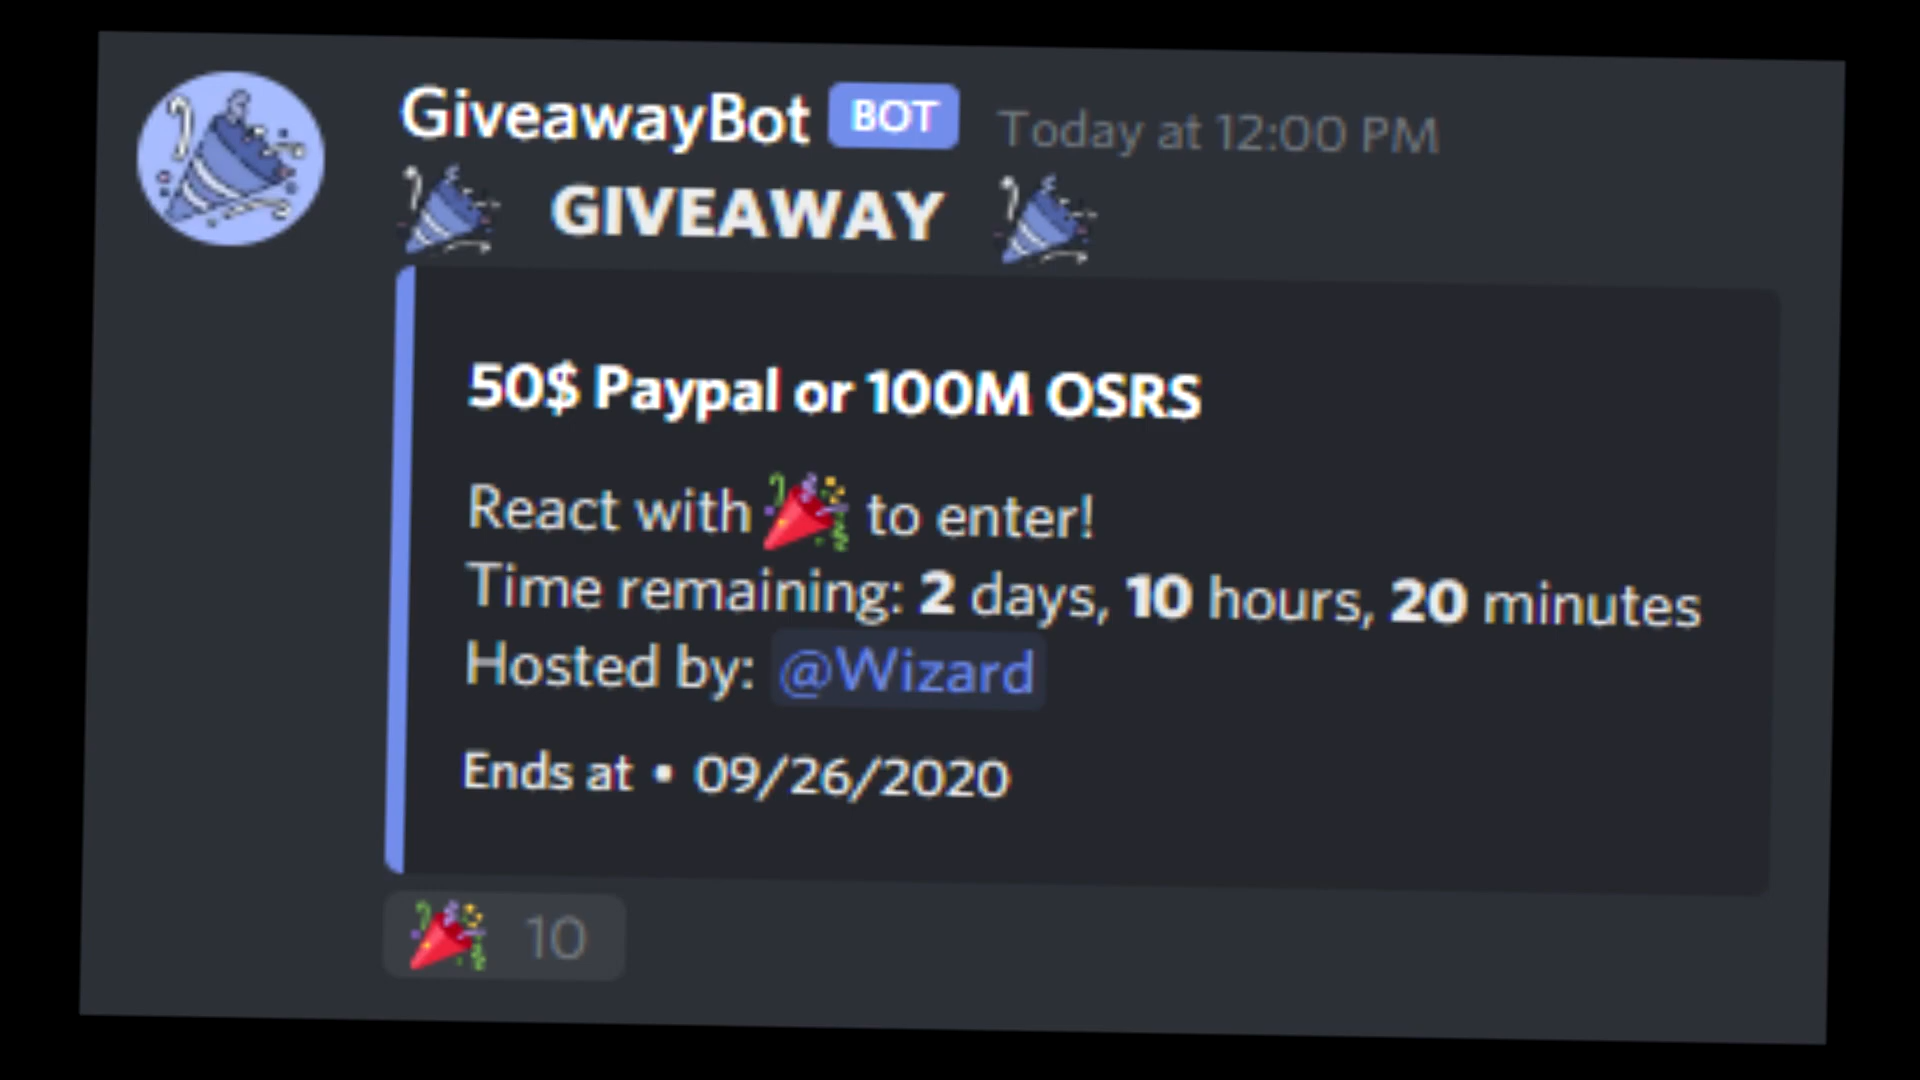 GiveawayBot BOT Today at 12:00 PM
GIVEAWAY
50$ Paypal or 100M OSRS
React with 🎉 to enter!
Time remaining: 2 days, 10 hours, 20 minutes
Hosted by: @Wizard
Ends at • 09/26/2020
10